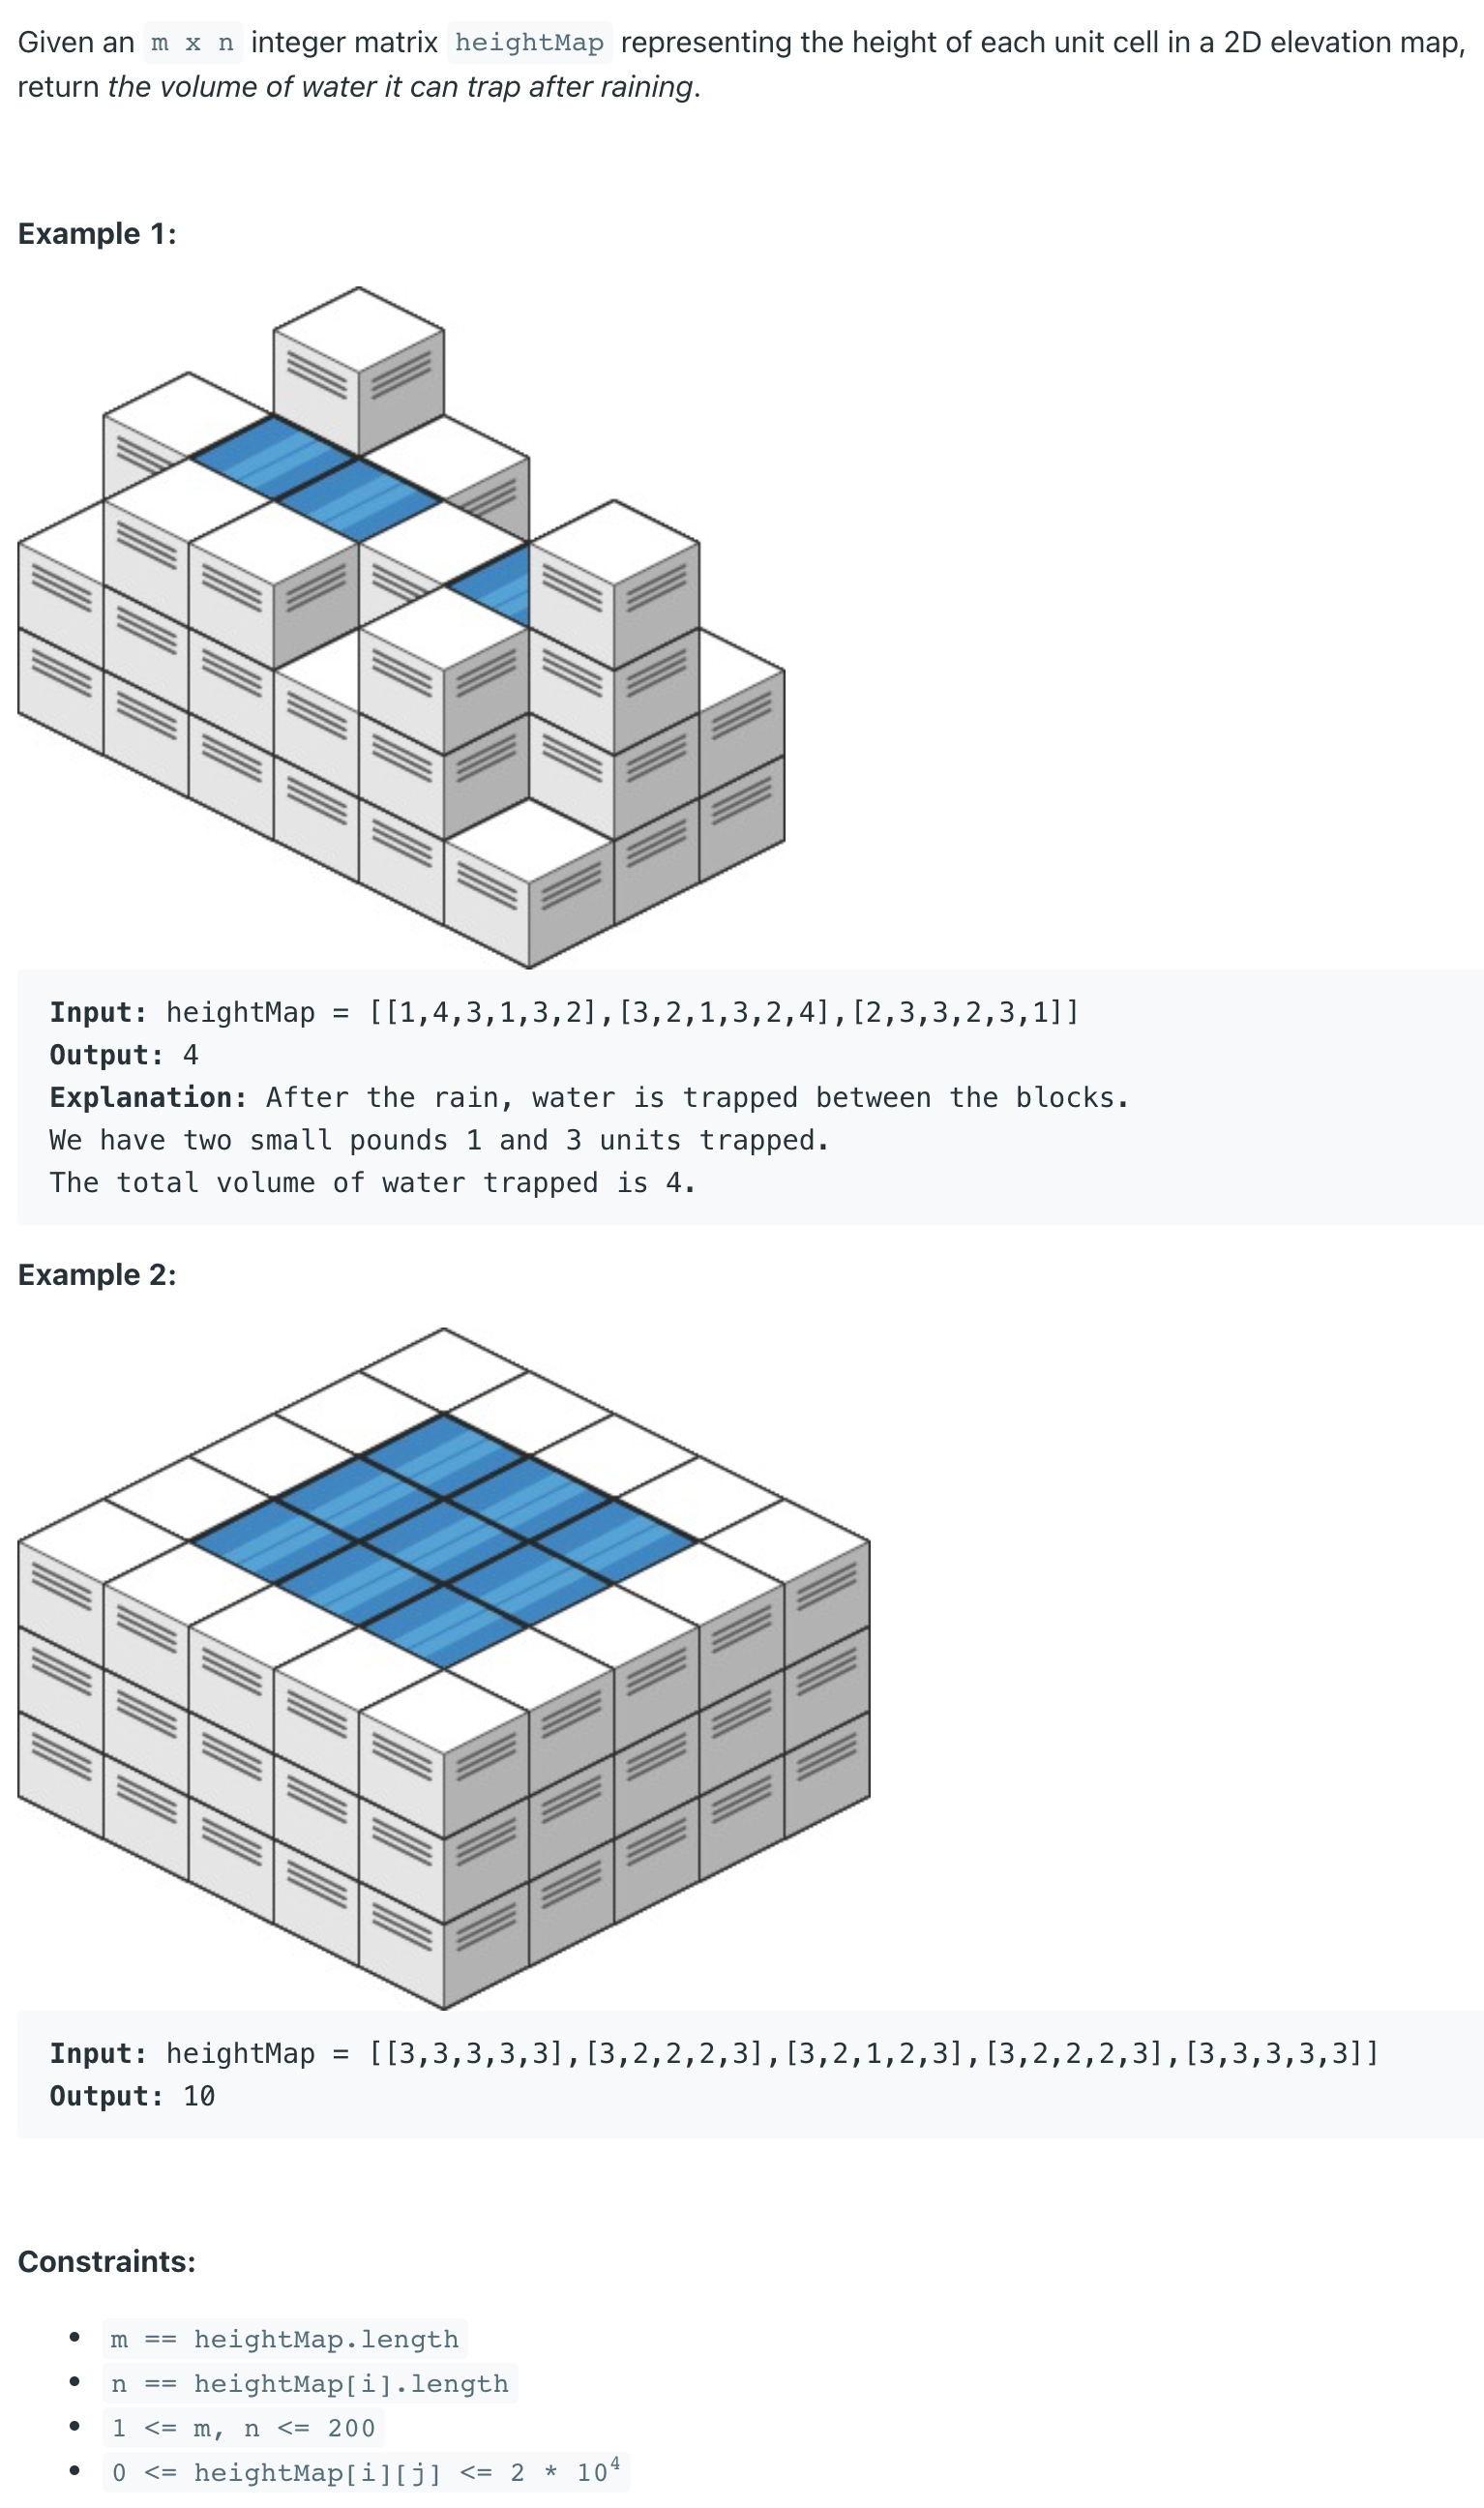 Given an m x n integer matrix heightMap representing the height of each unit cell in a 2D elevation map,
return the volume of water it can trap after raining.
Example 1:
Input: heightMap = [[1,4,3,1,3,2],[3,2,1,3,2,4],[2,3,3,2,3,1]]
Output: 4
Explanation: After the rain, water is trapped between the blocks.
We have two small pounds 1 and 3 units trapped.
The total volume of water trapped is 4.
Example 2:
Input: heightMap = [[3,3,3,3,3],[3,2,2,2,3],[3,2,1,2,3],[3,2,2,2,3],[3,3,3,3,3]]
Output: 10
Constraints:
• m == heightMap.length
• n == heightMap[i].length
• 1 <= m, n <= 200
• 0 <= heightMap[i][j] <= 2 * 10⁴